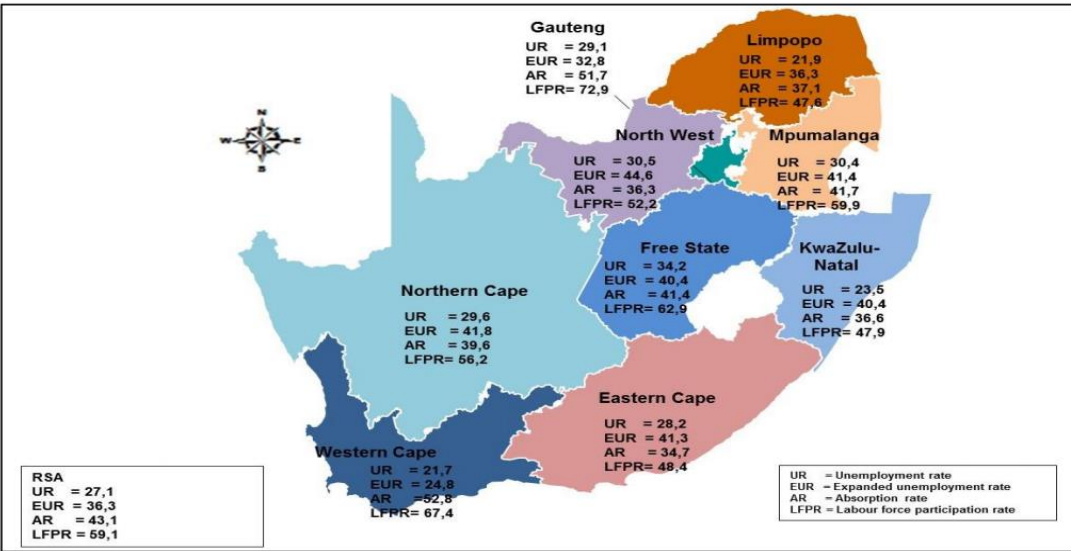 Gauteng
UR = 29,1
EUR = 32,8
AR = 51,7
LFPR= 72,9
Limpopo
UR = 21,9
EUR = 36,3
AR = 37,1
LFPR= 47,6
N
W E
S
North West
UR = 30,5
EUR = 44,6
AR = 36,3
LFPR= 52,2
Mpumalanga
UR = 30,4
EUR = 41,4
AR = 41,7
LFPR= 59,9
Free State
UR = 34,2
EUR = 40,4
AR = 41,4
LFPR= 62,9
KwaZulu-
Natal
UR = 23,5
EUR = 40,4
AR = 36,6
LFPR= 47,9
Northern Cape
UR = 29,6
EUR = 41,8
AR = 39,6
LFPR= 56,2
Eastern Cape
UR = 28,2
EUR = 41,3
AR = 34,7
LFPR= 48,4
Western Cape
UR = 21,7
EUR = 24,8
AR =52,8
LFPR= 67,4
RSA
UR = 27,1
EUR = 36,3
AR = 43,1
LFPR= 59,1
UR = Unemployment rate
EUR = Expanded unemployment rate
AR = Absorption rate
LFPR = Labour force participation rate